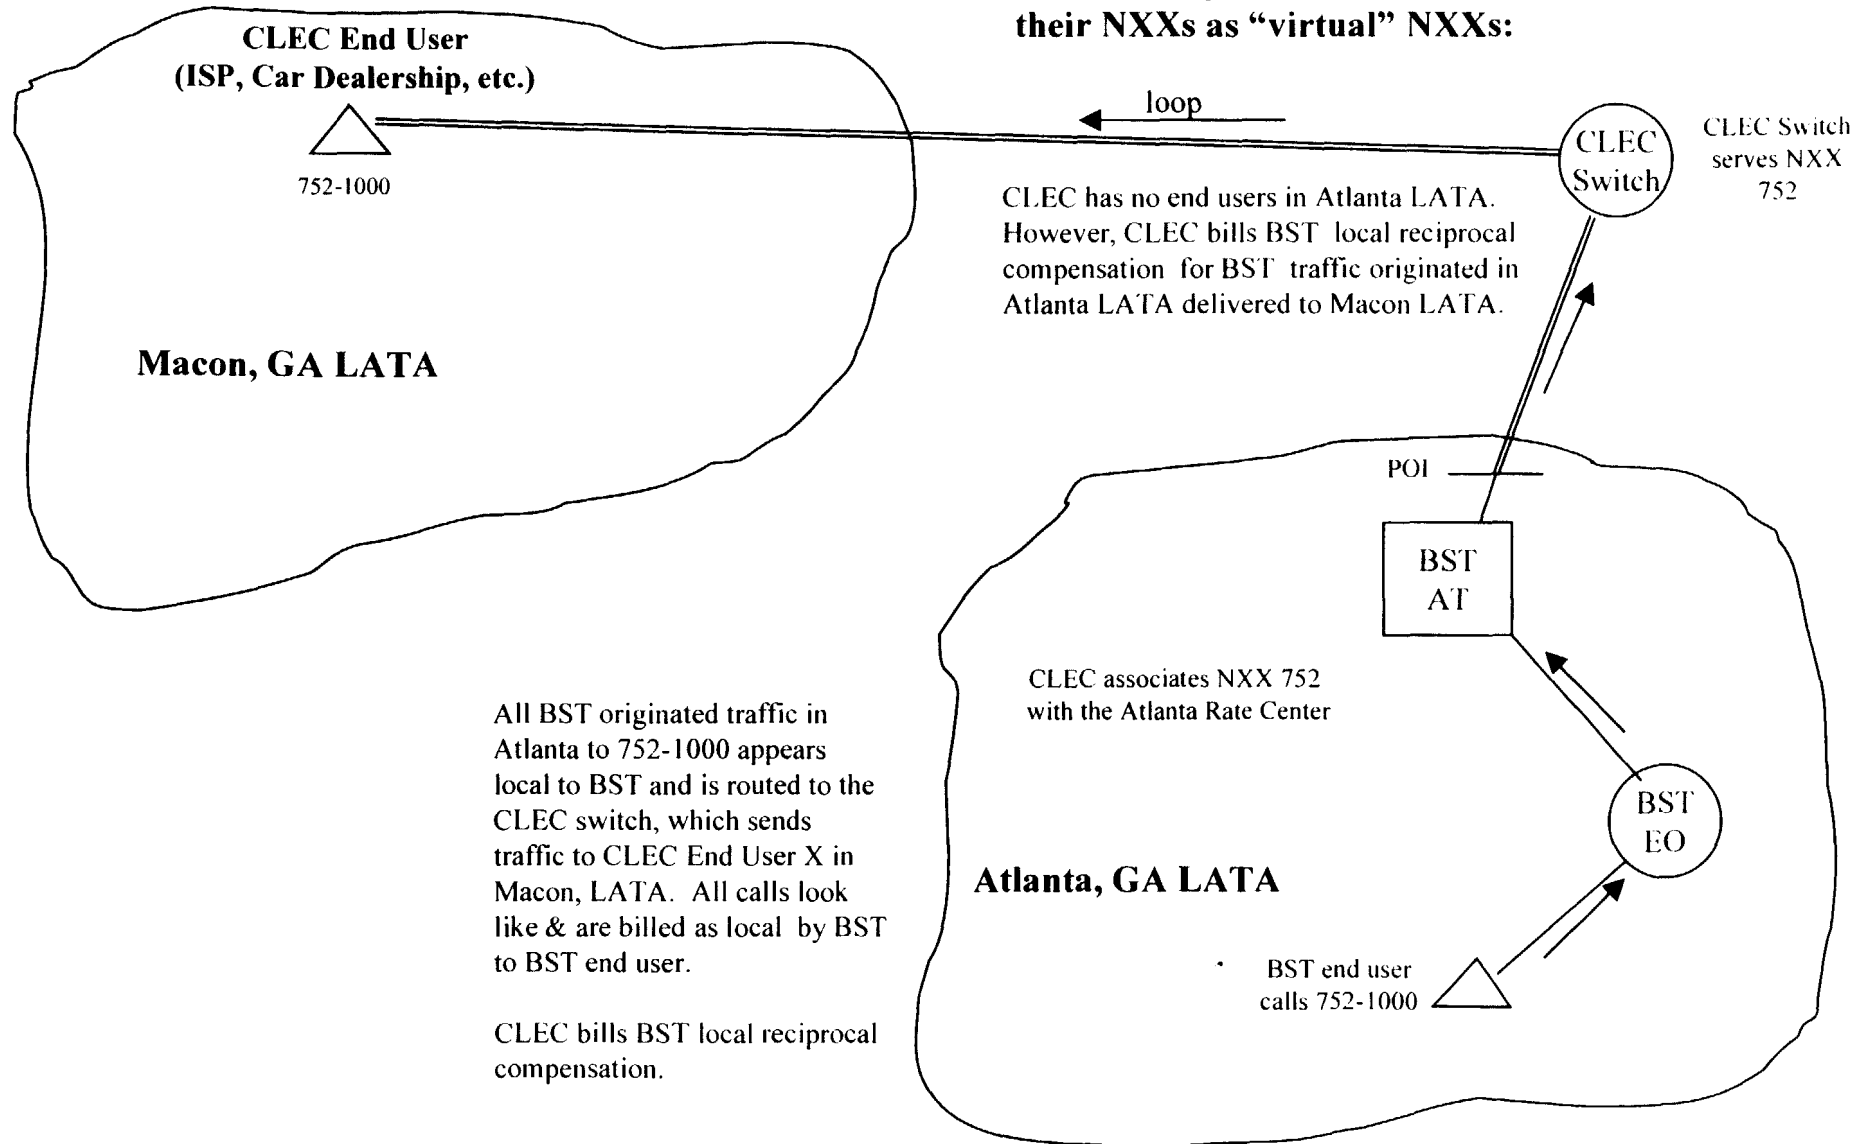 their NXXs as “virtual” NXXs:
CLEC End User
(ISP, Car Dealership, etc.)
752-1000
loop
CLEC
Switch
CLEC Switch
serves NXX
752
CLEC has no end users in Atlanta LATA.
However, CLEC bills BST local reciprocal
compensation for BST traffic originated in
Atlanta LATA delivered to Macon LATA.
Macon, GA LATA
POI
BST
AT
CLEC associates NXX 752
with the Atlanta Rate Center
All BST originated traffic in
Atlanta to 752-1000 appears
local to BST and is routed to the
CLEC switch, which sends
traffic to CLEC End User X in
Macon, LATA. All calls look
like & are billed as local by BST
to BST end user.
CLEC bills BST local reciprocal
compensation.
BST
EO
Atlanta, GA LATA
BST end user
calls 752-1000